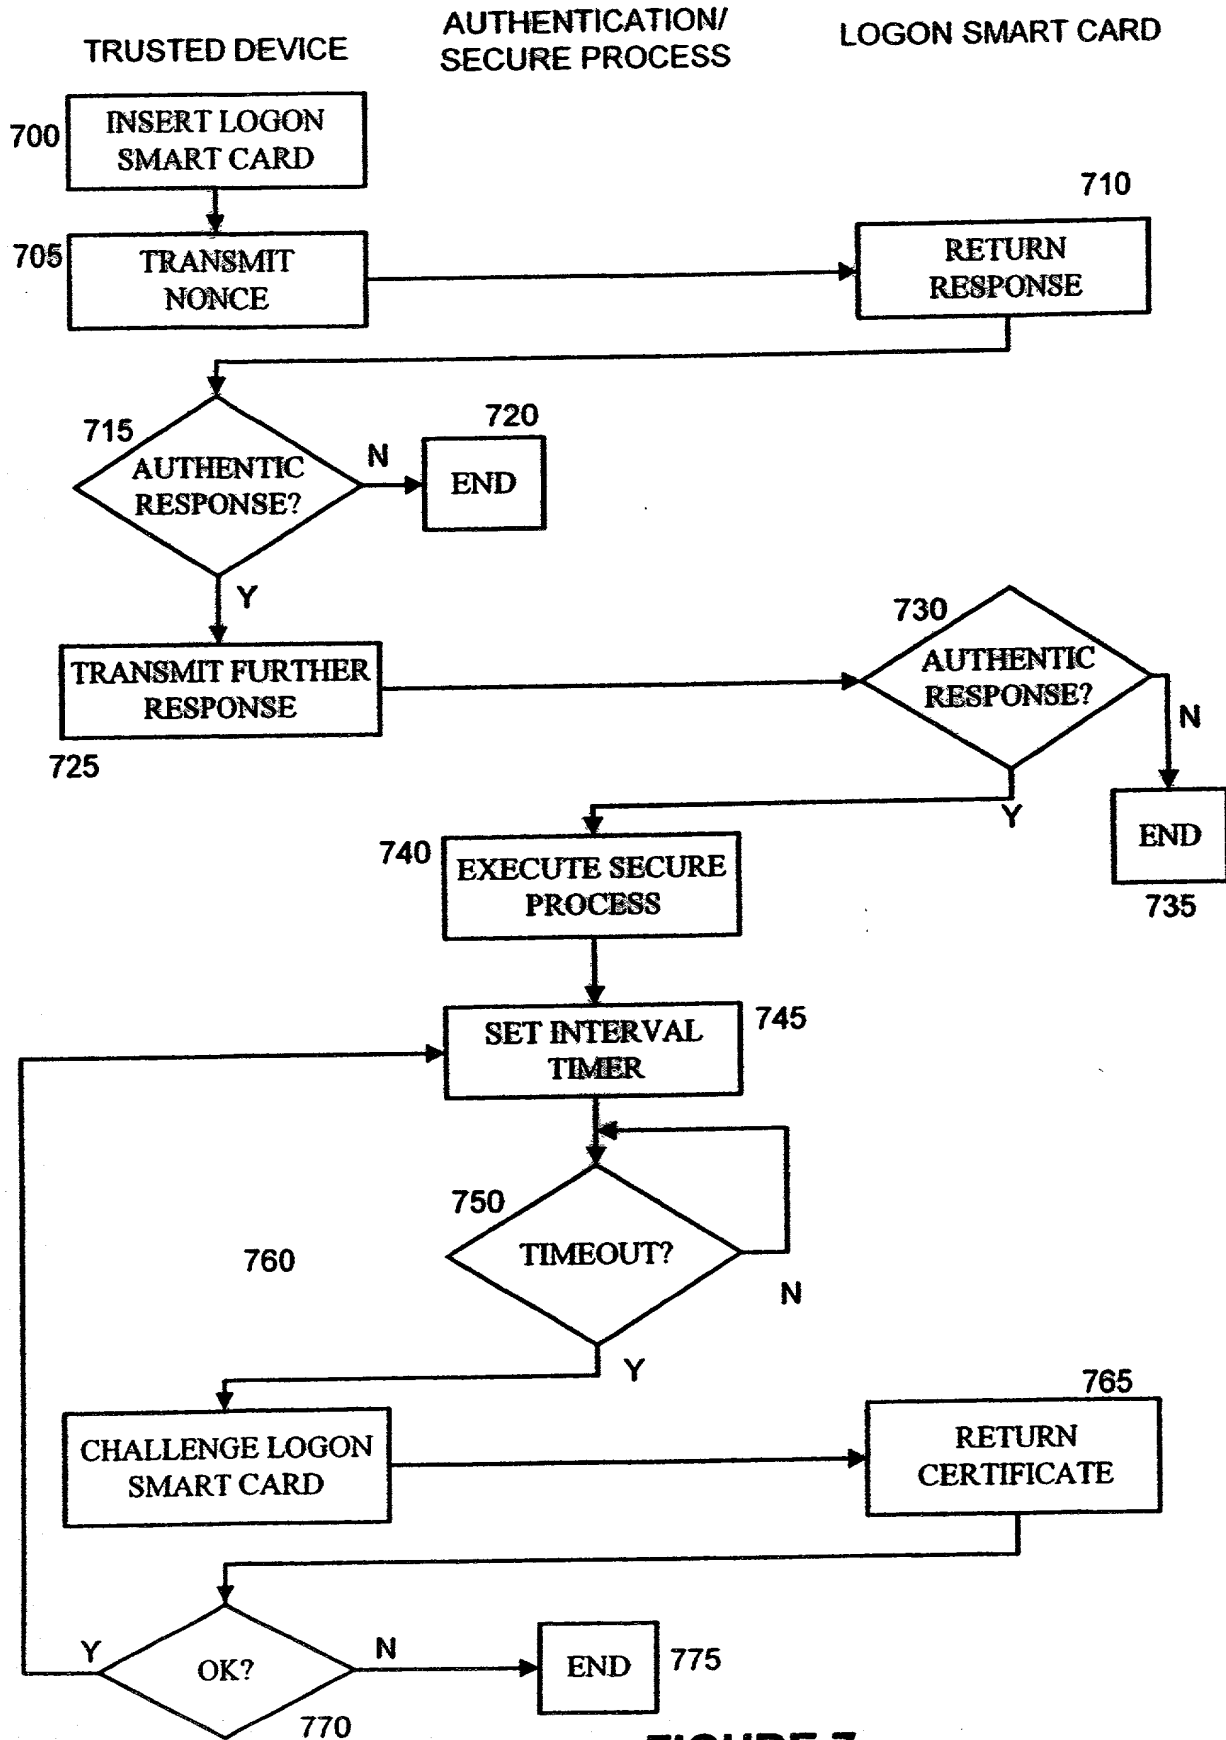 TRUSTED DEVICE
AUTHENTICATION/
SECURE PROCESS
LOGON SMART CARD
700
INSERT LOGON
SMART CARD
710
705
TRANSMIT
NONCE
RETURN
RESPONSE
715
AUTHENTIC
RESPONSE?
N
720
END
Y
730
AUTHENTIC
RESPONSE?
TRANSMIT FURTHER
RESPONSE
725
N
Y
END
735
740
EXECUTE SECURE
PROCESS
SET INTERVAL
TIMER
745
750
TIMEOUT?
760
N
Y
765
CHALLENGE LOGON
SMART CARD
RETURN
CERTIFICATE
Y
OK?
N
END
775
770
FIGURE 7